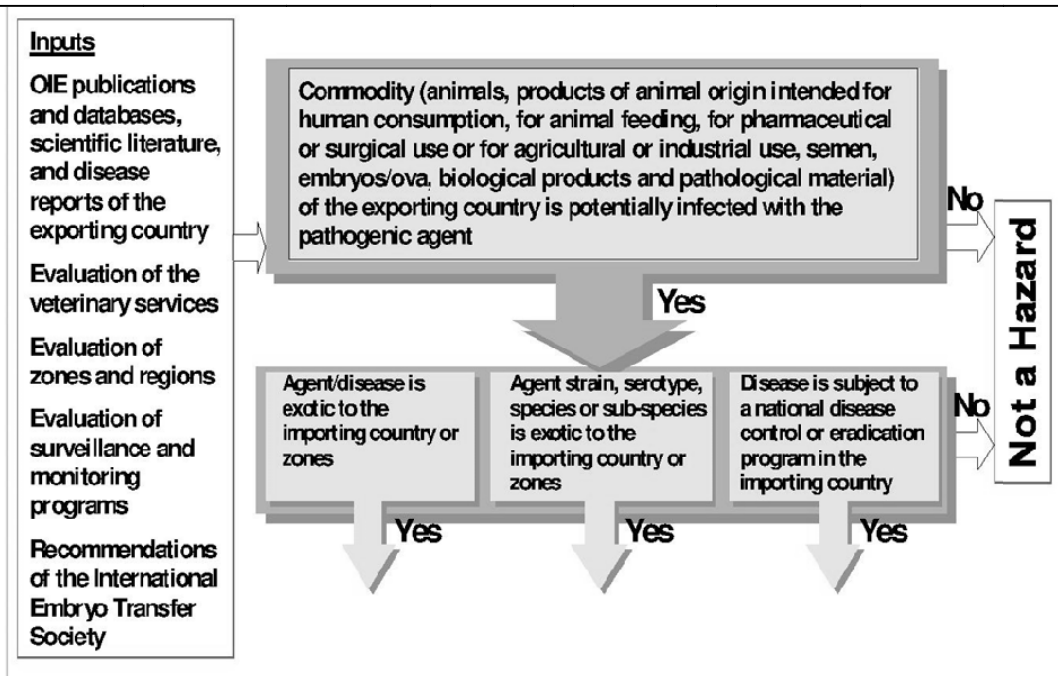 Inputs
OIE publications
and databases,
scientific literature,
and disease
reports of the
exporting country
Evaluation of the
veterinary services
Evaluation of
zones and regions
Evaluation of
surveillance and
monitoring
programs
Recommendations
of the International
Embryo Transfer
Society
Commodity (animals, products of animal origin intended for
human consumption, for animal feeding, for pharmaceutical
or surgical use or for agricultural or industrial use, semen,
embryos/ova, biological products and pathological material)
of the exporting country is potentially infected with the
pathogenic agent
No
Yes
Agent/disease is
exotic to the
importing country or
zones
Yes
Agent strain, serotype,
species or sub-species
is exotic to the
importing country or
zones
Yes
Disease is subject to
a national disease
control or eradication
program in the
importing country
Yes
No
Not a Hazard